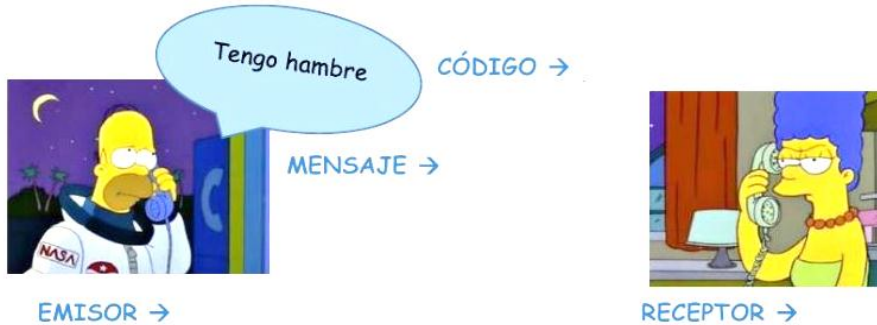 Tengo hambre
CÓDIGO →
MENSAJE →
NASA
EMISOR →
RECEPTOR →